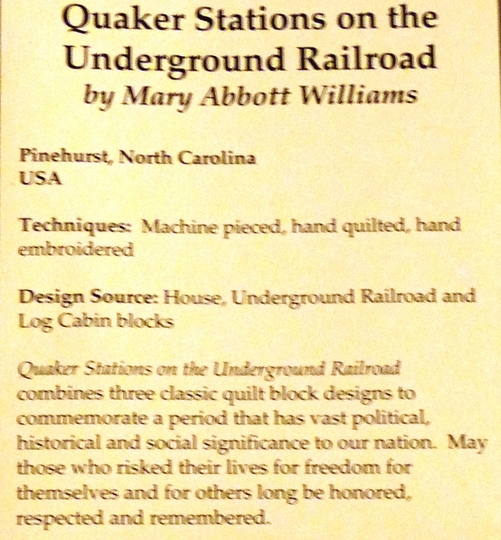 Quaker Stations on the
Underground Railroad
by Mary Abbott Williams
Pinehurst, North Carolina
USA
Techniques: Machine pieced, hand quilted, hand
embroidered
Design Source: House, Underground Railroad and
Log Cabin blocks
Quaker Stations on the Underground Railroad
combines three classic quilt block designs to
commemorate a period that has vast political,
historical and social significance to our nation. May
those who risked their lives for freedom for
themselves and for others long be honored,
respected and remembered.